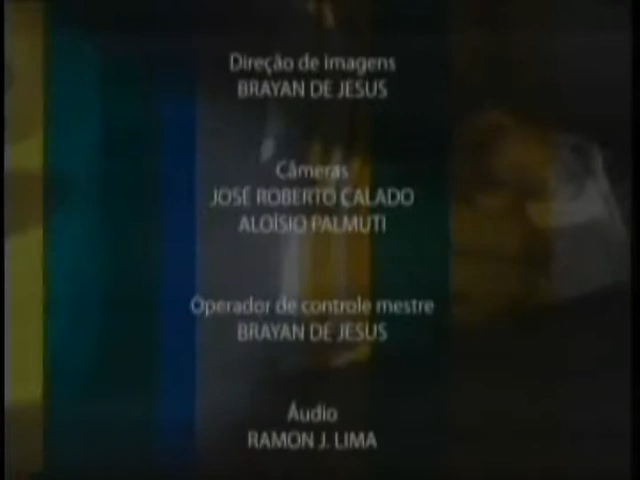 Direção de imagens
BRAYAN DE JESUS
Câmeras
JOSÉ ROBERTO CALADO
ALOÍSIO PALMUTI
Operador de controle mestre
BRAYAN DE JESUS
Áudio
RAMON J. LIMA